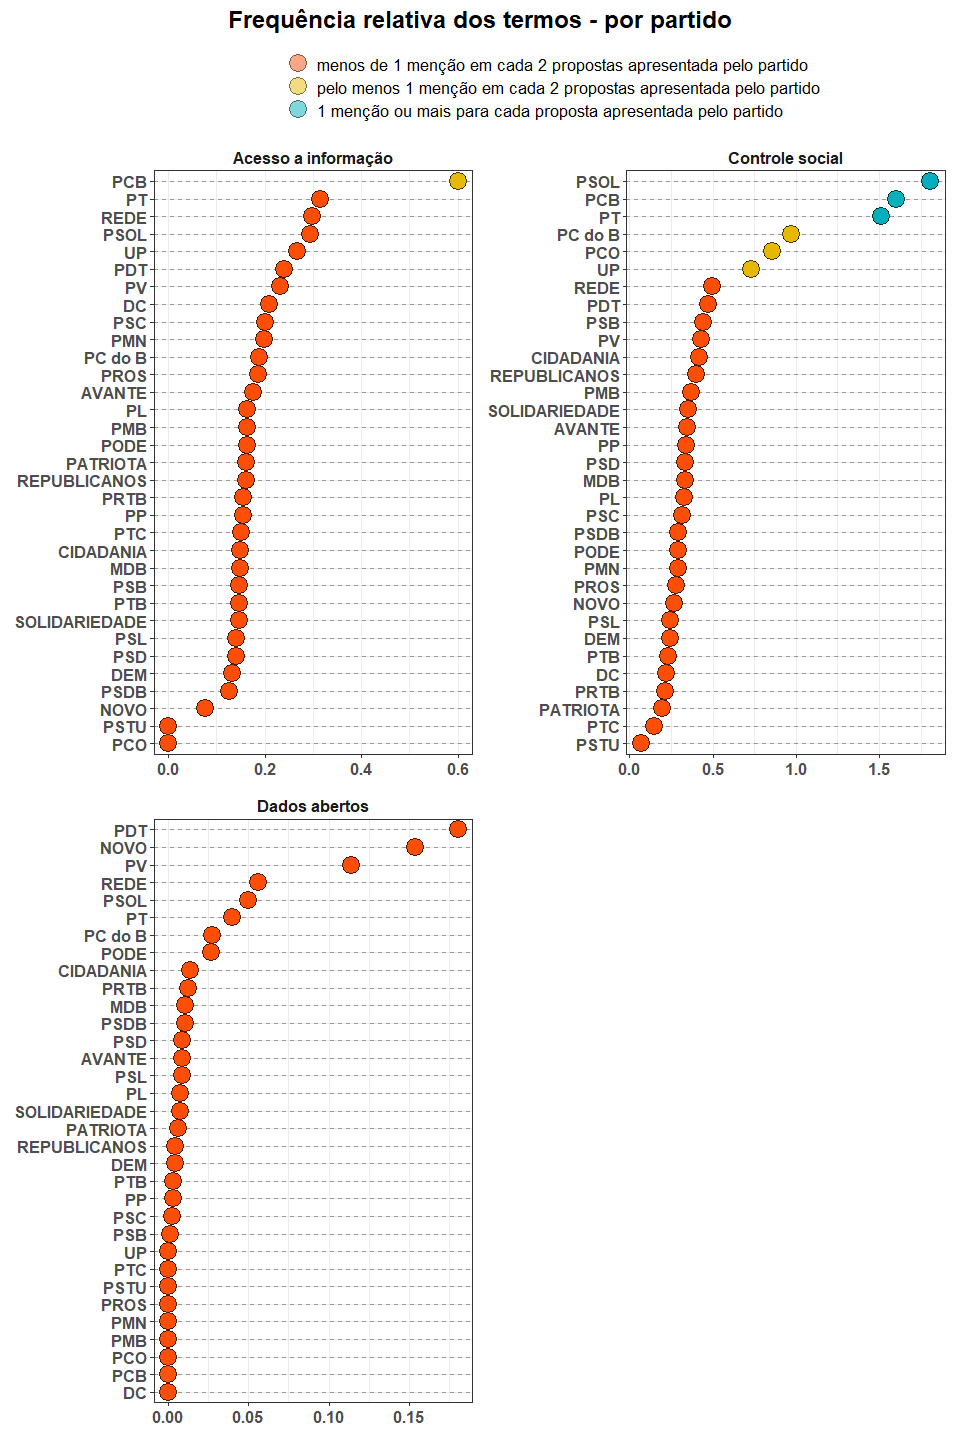 Frequência relativa dos termos - por partido
menos de 1 menção em cada 2 propostas apresentada pelo partido
pelo menos 1 menção em cada 2 propostas apresentada pelo partido
1 menção ou mais para cada proposta apresentada pelo partido
Acesso a informação
PCB
PT
REDE
PSOL
UP
PDT
PV
DC
PSC
PMN
PC do B
PROS
AVANTE
PL
PMB
PODE
PATRIOTA
REPUBLICANOS
PRTB
PP
PTC
CIDADANIA
MDB
PSB
PTB
SOLIDARIEDADE
PSL
PSD
DEM
PSDB
NOVO
PSTU
PCO
0.0 0.2 0.4 0.6
Controle social
PSOL
PCB
PT
PC do B
PCO
UP
REDE
PDT
PSB
PV
CIDADANIA
REPUBLICANOS
PMB
SOLIDARIEDADE
AVANTE
PP
PSD
MDB
PL
PSC
PSDB
PODE
PMN
PROS
NOVO
PSL
DEM
PTB
DC
PRTB
PATRIOTA
PTC
PSTU
0.0 0.5 1.0 1.5
Dados abertos
PDT
NOVO
PV
REDE
PSOL
PT
PC do B
PODE
CIDADANIA
PRTB
MDB
PSDB
PSD
AVANTE
PSL
PL
SOLIDARIEDADE
PATRIOTA
REPUBLICANOS
DEM
PTB
PP
PSC
PSB
UP
PTC
PSTU
PROS
PMN
PMB
PCO
PCB
DC
0.00 0.05 0.10 0.15